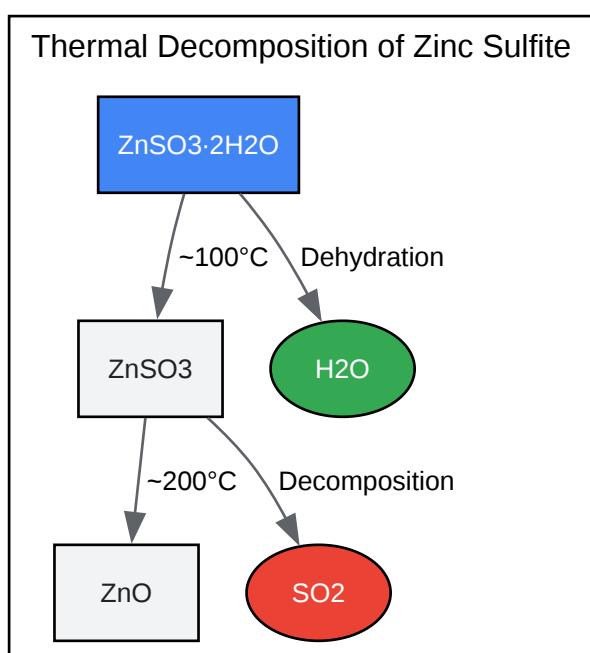 Thermal Decomposition of Zinc Sulfite
ZnSO3·2H2O
~100°C
Dehydration
ZnSO3
H2O
~200°C
Decomposition
ZnO
SO2